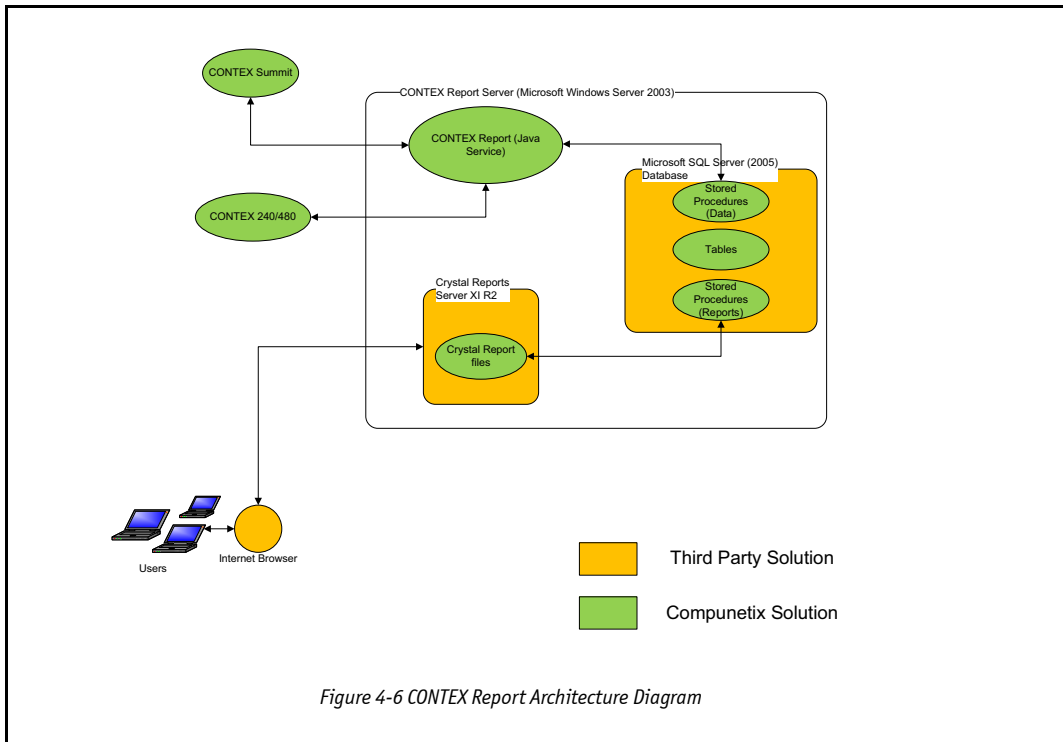 CONTEX Summit
CONTEX Report Server (Microsoft Windows Server 2003)
CONTEX Report (Java
Service)
Microsoft SQL Server (2005)
Database
Stored
Procedures
(Data)
CONTEX 240/480
Tables
Crystal Reports
Server XI R2
Stored
Procedures
(Reports)
Crystal Report
files
Internet Browser
Users
Third Party Solution
Compunetix Solution
Figure 4-6 CONTEX Report Architecture Diagram